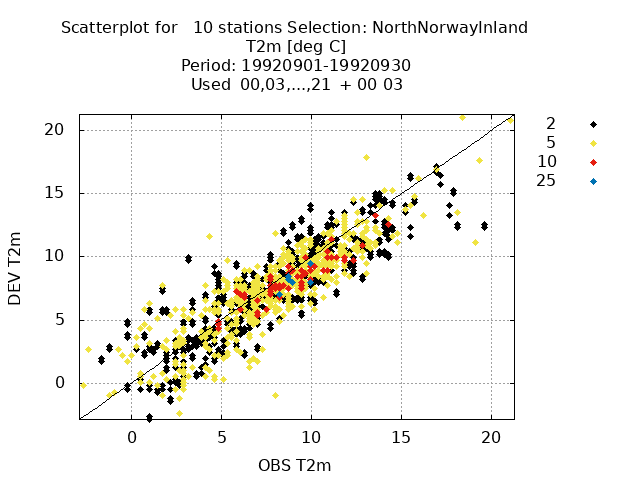 Scatterplot for   10 stations Selection: NorthNorwayInland
T2m [deg C]
Period: 19920901-19920930
Used  00,03,...,21  + 00 03
2
5
10
25
20
15
10
5
0
DEV T2m
0
5
10
15
20
OBS T2m